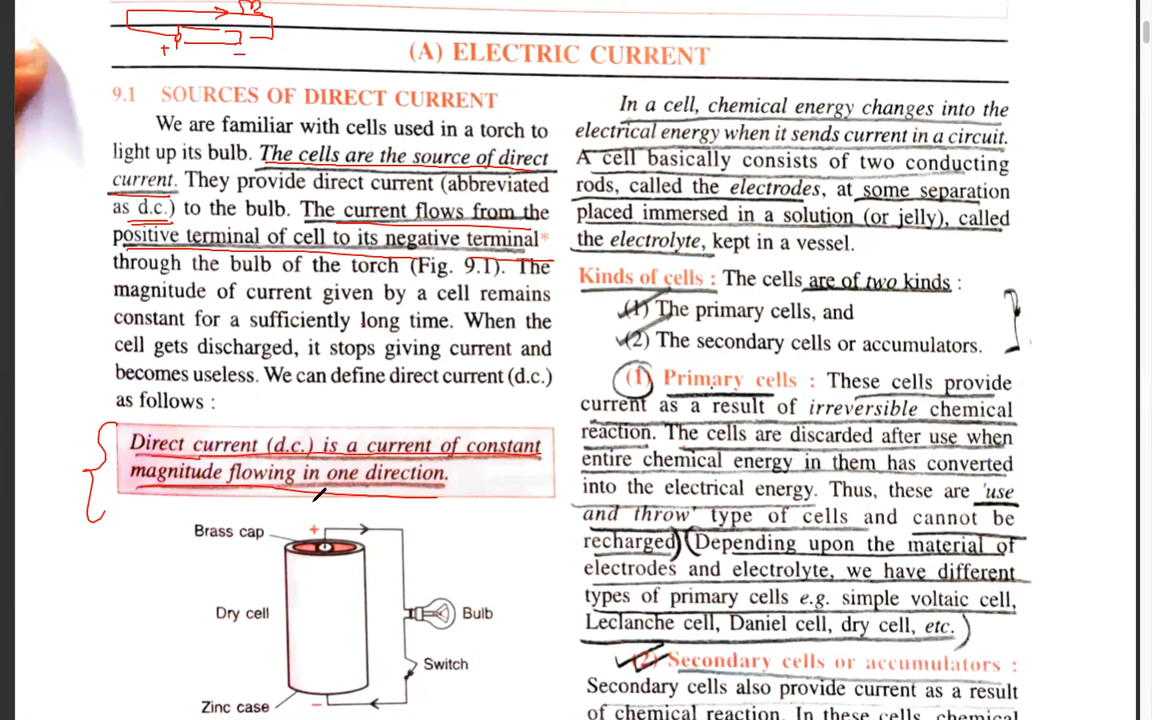 +
–
(A) ELECTRIC CURRENT
9.1 SOURCES OF DIRECT CURRENT
We are familiar with cells used in a torch to
light up its bulb. The cells are the source of direct
current. They provide direct current (abbreviated
as d.c.) to the bulb. The current flows from the
positive terminal of cell to its negative terminal*
through the bulb of the torch (Fig. 9.1). The
magnitude of current given by a cell remains
constant for a sufficiently long time. When the
cell gets discharged, it stops giving current and
becomes useless. We can define direct current (d.c.)
as follows :
Direct current (d.c.) is a current of constant
magnitude flowing in one direction.
Brass cap
+
Dry cell
Bulb
Switch
Zinc case
–
In a cell, chemical energy changes into the
electrical energy when it sends current in a circuit.
A cell basically consists of two conducting
rods, called the electrodes, at some separation
placed immersed in a solution (or jelly), called
the electrolyte, kept in a vessel.
Kinds of cells : The cells are of two kinds :
(1) The primary cells, and
(2) The secondary cells or accumulators.
(1) Primary cells : These cells provide
current as a result of irreversible chemical
reaction. The cells are discarded after use when
entire chemical energy in them has converted
into the electrical energy. Thus, these are 'use
and throw' type of cells and cannot be
recharged) (Depending upon the material of
electrodes and electrolyte, we have different
types of primary cells e.g. simple voltaic cell,
Leclanche cell, Daniel cell, dry cell, etc. )
(2) Secondary cells or accumulators :
Secondary cells also provide current as a result
of chemical reaction. In these cells, chemical